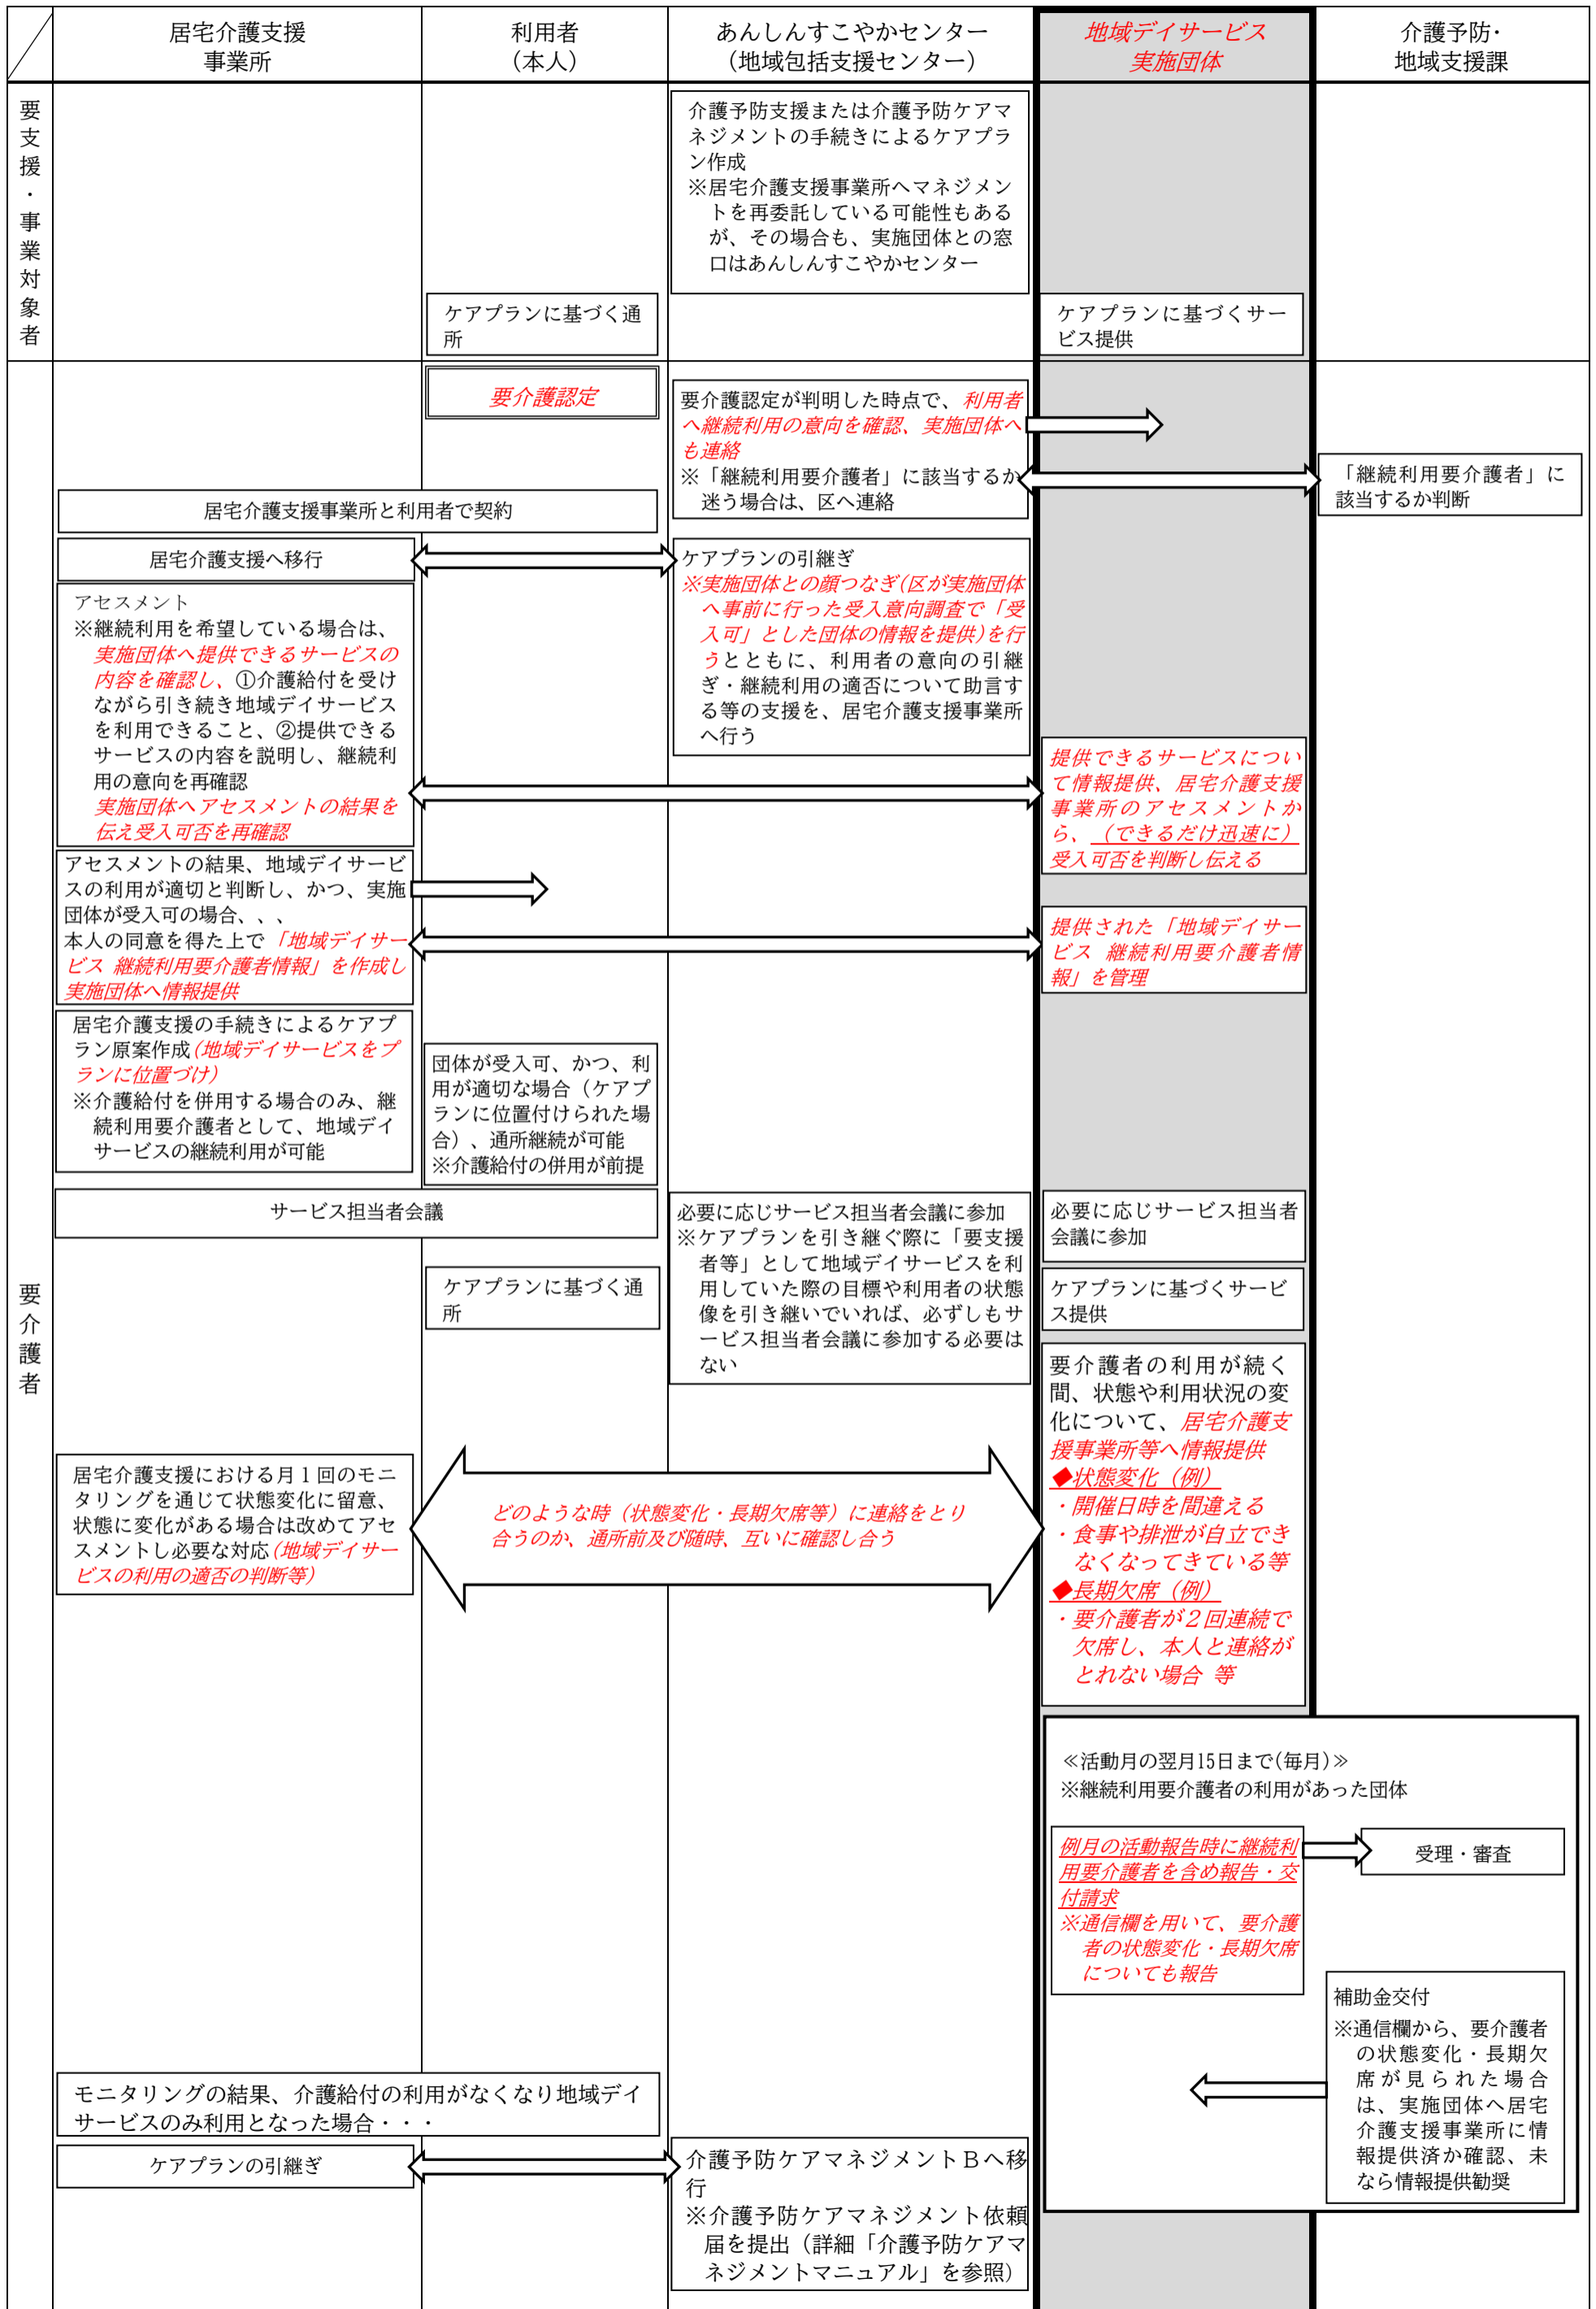 居宅介護支援
事業所
利用者
（本人）
あんしんすこやかセンター
（地域包括支援センター）
地域デイサービス
実施団体
介護予防・
地域支援課
要支援・事業対象者
介護予防支援または介護予防ケアマ
ネジメントの手続きによるケアプラ
ン作成
※居宅介護支援事業所へマネジメン
トを再委託している可能性もある
が、その場合も、実施団体との窓
口はあんしんすこやかセンター
ケアプランに基づく通
所
ケアプランに基づくサー
ビス提供
要介護者
要介護認定
要介護認定が判明した時点で、利用者
へ継続利用の意向を確認、実施団体へ
も連絡
※「継続利用要介護者」に該当するか
迷う場合は、区へ連絡
「継続利用要介護者」に
該当するか判断
居宅介護支援事業所と利用者で契約
居宅介護支援へ移行
ケアプランの引継ぎ
※実施団体との顔つなぎ(区が実施団体
へ事前に行った受入意向調査で「受
入可」とした団体の情報を提供)を行
うとともに、利用者の意向の引継
ぎ・継続利用の適否について助言す
る等の支援を、居宅介護支援事業所
へ行う
アセスメント
※継続利用を希望している場合は、
実施団体へ提供できるサービスの
内容を確認し、①介護給付を受け
ながら引き続き地域デイサービス
を利用できること、②提供できる
サービスの内容を説明し、継続利
用の意向を再確認
実施団体へアセスメントの結果を
伝え受入可否を再確認
提供できるサービスについ
て情報提供、居宅介護支援
事業所のアセスメントか
ら、（できるだけ迅速に）
受入可否を判断し伝える
アセスメントの結果、地域デイサービ
スの利用が適切と判断し、かつ、実施
団体が受入可の場合、、、
本人の同意を得た上で「地域デイサー
ビス 継続利用要介護者情報」を作成し
実施団体へ情報提供
提供された「地域デイサー
ビス 継続利用要介護者情
報」を管理
居宅介護支援の手続きによるケアプ
ラン原案作成(地域デイサービスをプ
ランに位置づけ)
※介護給付を併用する場合のみ、継
続利用要介護者として、地域デイ
サービスの継続利用が可能
団体が受入可、かつ、利
用が適切な場合（ケアプ
ランに位置付けられた場
合）、通所継続が可能
※介護給付の併用が前提
サービス担当者会議
必要に応じサービス担当者会議に参加
※ケアプランを引き継ぐ際に「要支援
者等」として地域デイサービスを利
用していた際の目標や利用者の状態
像を引き継いでいれば、必ずしもサ
ービス担当者会議に参加する必要は
ない
必要に応じサービス担当者
会議に参加
ケアプランに基づく通
所
ケアプランに基づくサービ
ス提供
要介護者の利用が続く
間、状態や利用状況の変
化について、居宅介護支
援事業所等へ情報提供
◆状態変化（例）
・開催日時を間違える
・食事や排泄が自立でき
なくなってきている等
◆長期欠席（例）
・要介護者が２回連続で
欠席し、本人と連絡が
とれない場合 等
居宅介護支援における月１回のモニ
タリングを通じて状態変化に留意、
状態に変化がある場合は改めてアセ
スメントし必要な対応(地域デイサー
ビスの利用の適否の判断等)
どのような時（状態変化・長期欠席等）に連絡をとり
合うのか、通所前及び随時、互いに確認し合う
≪活動月の翌月15日まで(毎月)≫
※継続利用要介護者の利用があった団体
例月の活動報告時に継続利
用要介護者を含め報告・交
付請求
※通信欄を用いて、要介護
者の状態変化・長期欠席
についても報告
受理・審査
補助金交付
※通信欄から、要介護者
の状態変化・長期欠
席が見られた場合
は、実施団体へ居宅
介護支援事業所に情
報提供済か確認、未
なら情報提供勧奨
モニタリングの結果、介護給付の利用がなくなり地域デイ
サービスのみ利用となった場合・・・
ケアプランの引継ぎ
介護予防ケアマネジメントＢへ移
行
※介護予防ケアマネジメント依頼
届を提出（詳細「介護予防ケアマ
ネジメントマニュアル」を参照）